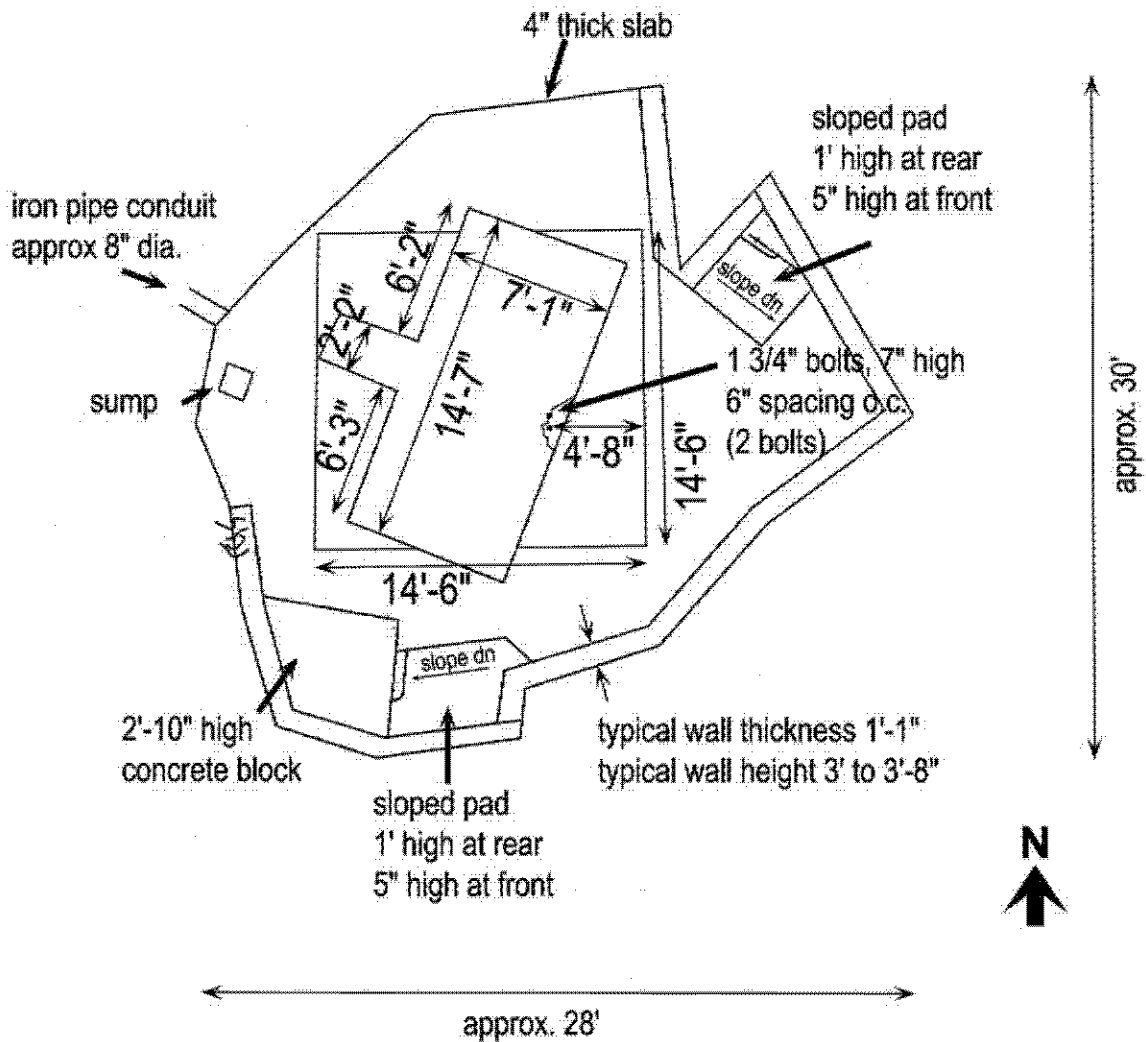 4" thick slab
sloped pad
1' high at rear
5" high at front
iron pipe conduit
approx 8" dia.
6'-2"
7'-1"
slope dn
2'-2"
14'-7"
1 3/4" bolts, 7" high
6" spacing o.c.
(2 bolts)
sump
6'-3"
4'-8"
14'-6"
approx. 30'
14'-6"
slope dn
2'-10" high
concrete block
typical wall thickness 1'-1"
typical wall height 3' to 3'-8"
sloped pad
1' high at rear
5" high at front
N
approx. 28'